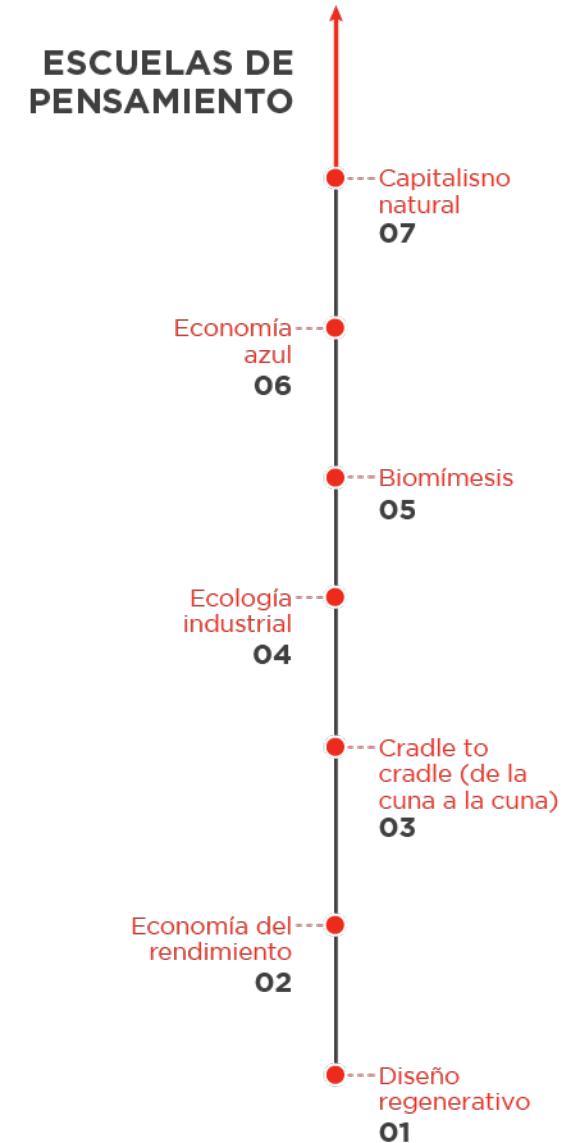 ESCUELAS DE
PENSAMIENTO
Capitalisno
natural
07
Economía
azul
06
Biomímesis
05
Ecología
industrial
04
Cradle to
cradle (de la
cuna a la cuna)
03
Economía del
rendimiento
02
Diseño
regenerativo
01